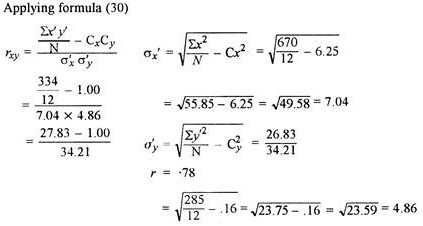 Applying formula (30)
r_xy = (Σx′y′/N − CxCy) / (σ′x σ′y)
σx′ = √(Σx²/N − Cx²) = √(670/12 − 6.25)
= (334/12 − 1.00) / (7.04 × 4.86)
= √55.85 − 6.25 = √49.58 = 7.04
= (27.83 − 1.00) / 34.21
σ′y = √(Σy′²/N − C²y) = 26.83/34.21
r = ·78
= √(285/12 − .16) = √23.75 − .16 = √23.59 = 4.86